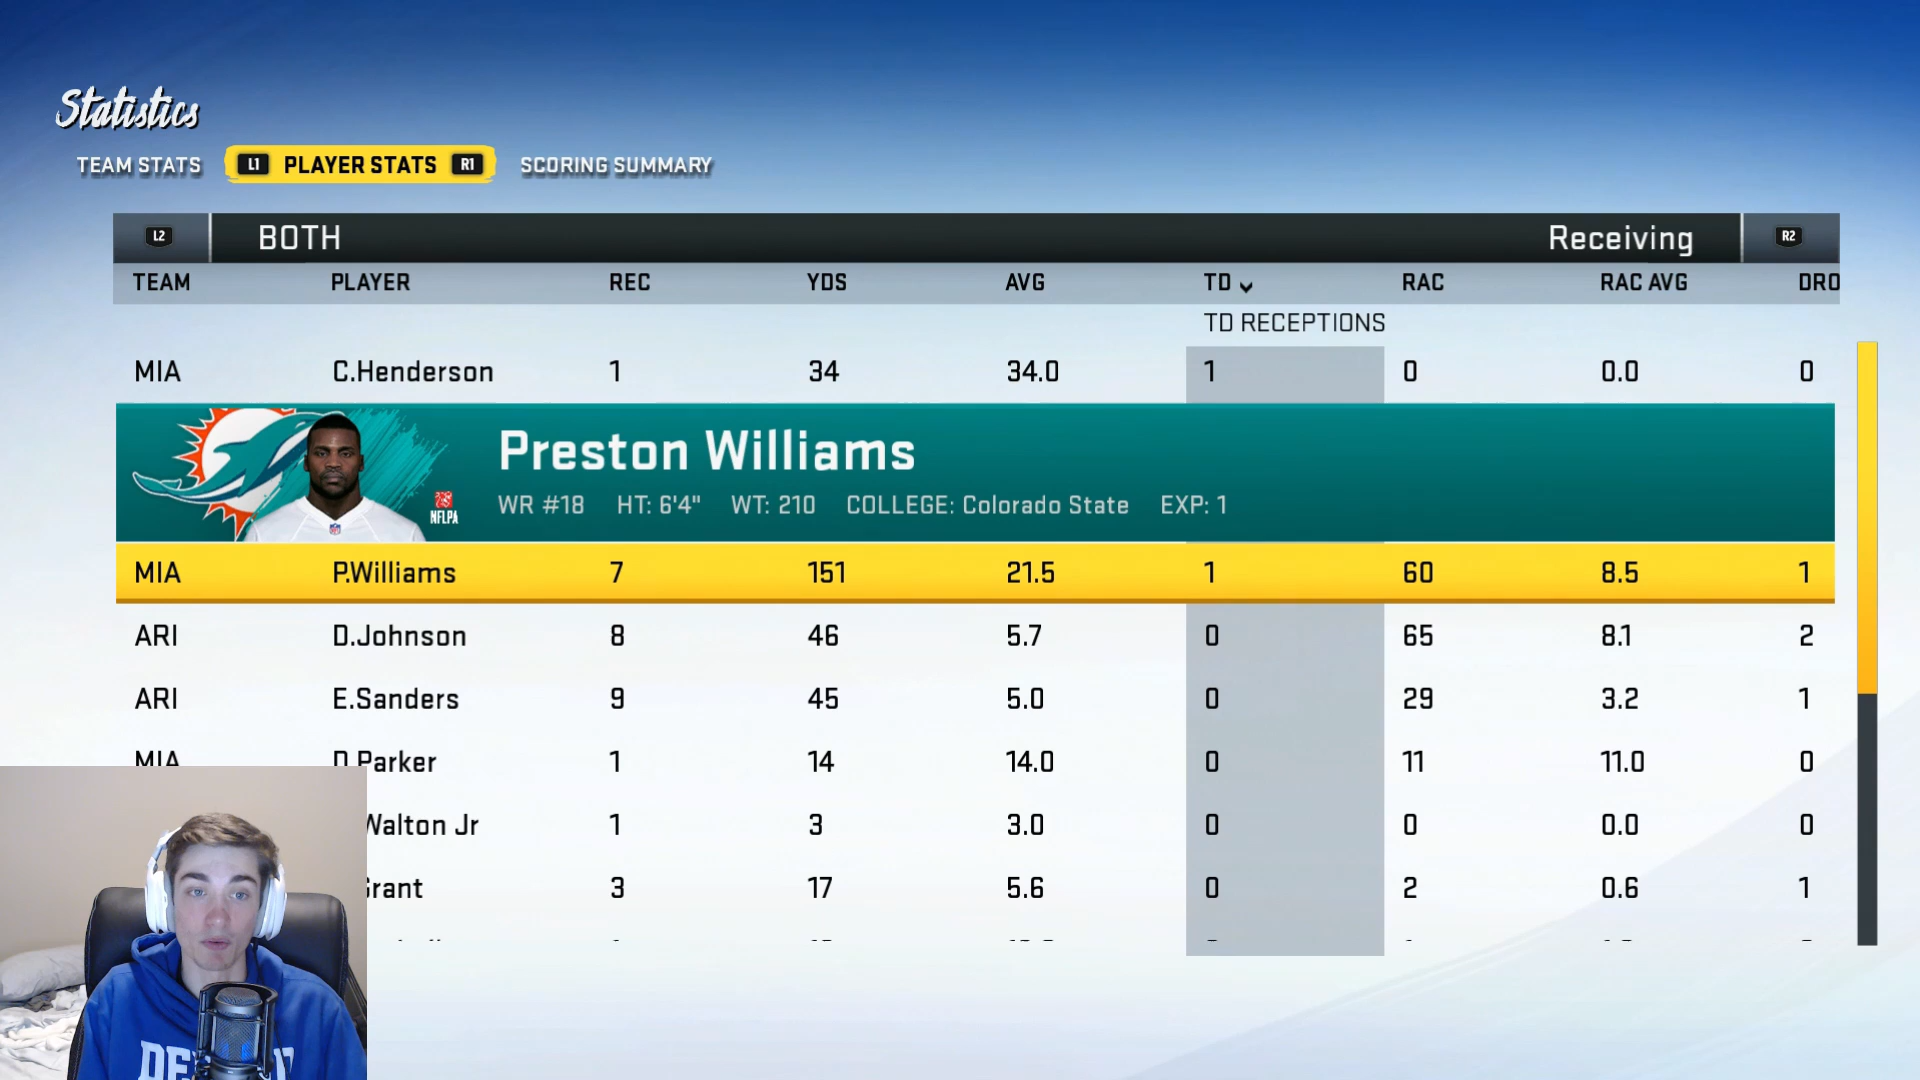 Statistics
TEAM STATS L1 PLAYER STATS R1 SCORING SUMMARY
L2 BOTH Receiving R2
TEAM PLAYER REC YDS AVG TD RAC RAC AVG DRO
TD RECEPTIONS
MIA C.Henderson 1 34 34.0 1 0 0.0 0
Preston Williams
NFLPA WR #18 HT: 6'4" WT: 210 COLLEGE: Colorado State EXP: 1
MIA P.Williams 7 151 21.5 1 60 8.5 1
ARI D.Johnson 8 46 5.7 0 65 8.1 2
ARI E.Sanders 9 45 5.0 0 29 3.2 1
MIA D.Parker 1 14 14.0 0 11 11.0 0
Walton Jr 1 3 3.0 0 0 0.0 0
Grant 3 17 5.6 0 2 0.6 1